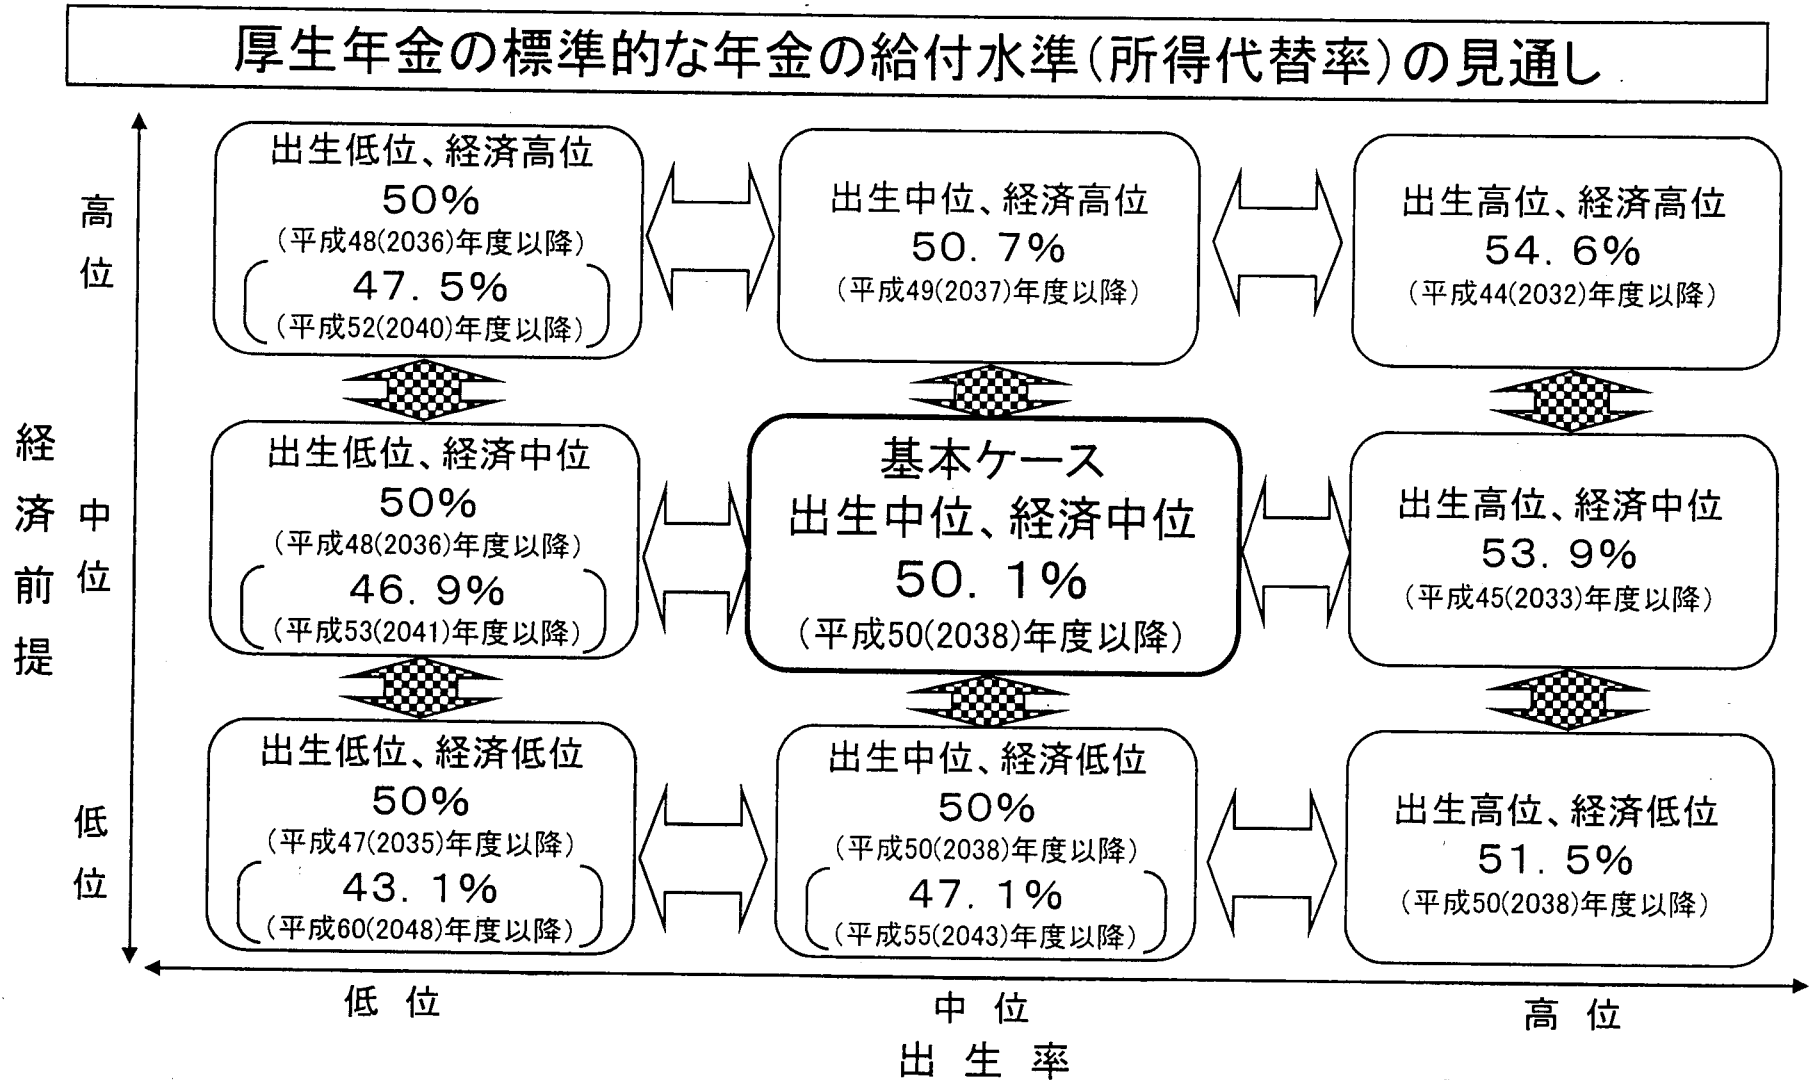 厚生年金の標準的な年金の給付水準(所得代替率)の見通し
経済前提
高位
中位
低位
出生低位、経済高位
50%
(平成48(2036)年度以降)
47.5%
(平成52(2040)年度以降)
出生中位、経済高位
50.7%
(平成49(2037)年度以降)
出生高位、経済高位
54.6%
(平成44(2032)年度以降)
出生低位、経済中位
50%
(平成48(2036)年度以降)
46.9%
(平成53(2041)年度以降)
基本ケース
出生中位、経済中位
50.1%
(平成50(2038)年度以降)
出生高位、経済中位
53.9%
(平成45(2033)年度以降)
出生低位、経済低位
50%
(平成47(2035)年度以降)
43.1%
(平成60(2048)年度以降)
出生中位、経済低位
50%
(平成50(2038)年度以降)
47.1%
(平成55(2043)年度以降)
出生高位、経済低位
51.5%
(平成50(2038)年度以降)
低位
中位
高位
出生率